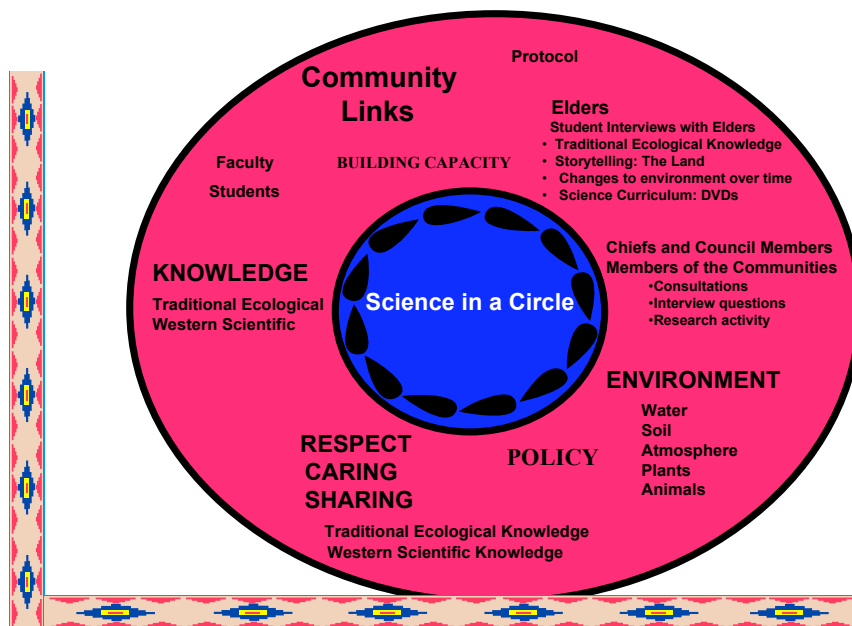 Protocol
Community
Links
Elders
Student Interviews with Elders
• Traditional Ecological Knowledge
• Storytelling: The Land
• Changes to environment over time
• Science Curriculum: DVDs
Faculty
Students
BUILDING CAPACITY
Chiefs and Council Members
Members of the Communities
•Consultations
•Interview questions
•Research activity
KNOWLEDGE
Traditional Ecological
Western Scientific
Science in a Circle
ENVIRONMENT
Water
Soil
Atmosphere
Plants
Animals
RESPECT
CARING
SHARING
POLICY
Traditional Ecological Knowledge
Western Scientific Knowledge